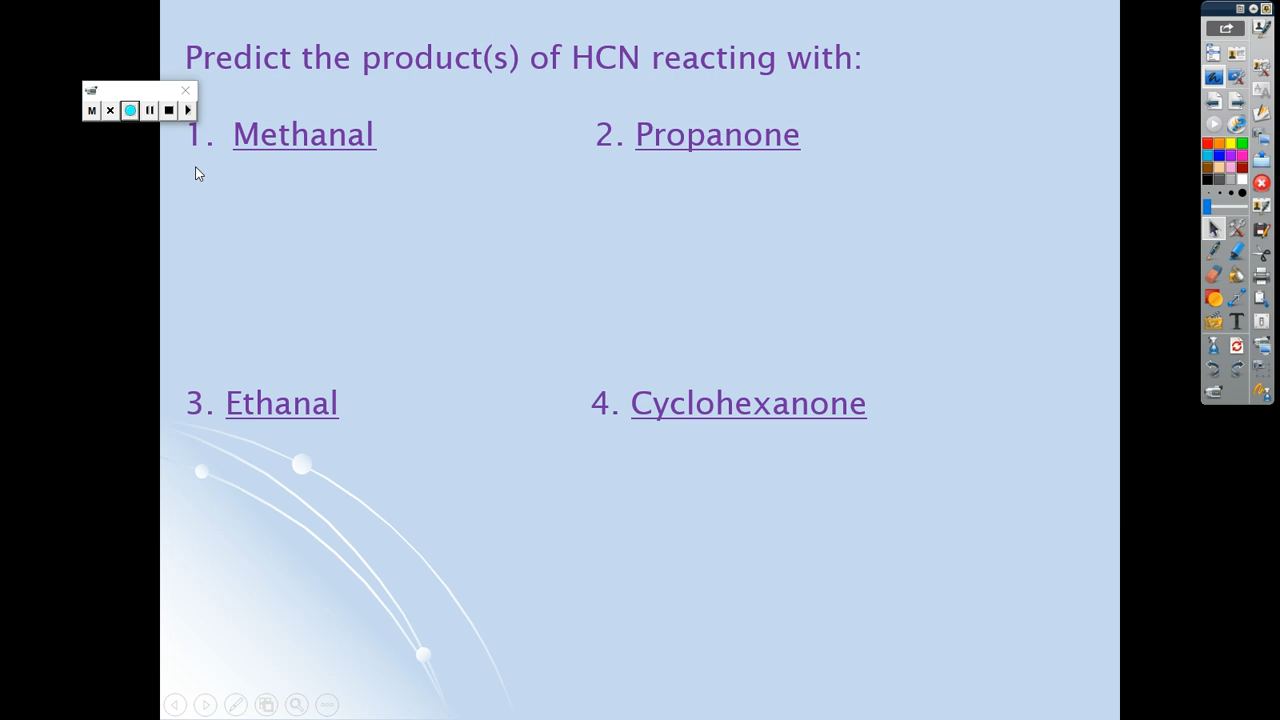 Predict the product(s) of HCN reacting with:
M
1. Methanal
2. Propanone
3. Ethanal
4. Cyclohexanone